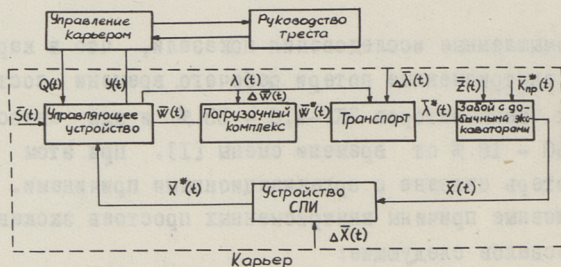 Управление карьером
Руководство треста
Q(t) y(t) λ(t) Δw̅(t) Δλ̅(t) Z̅(t) X̅*пр(t)
S̅(t)
Управляющее устройство
w̅(t)
Погрузочный комплекс
w̅*(t)
Транспорт
λ̅*(t)
Забой с добычными экскаваторами
X̅*(t)
Устройство СПИ
X̅(t)
ΔX̅(t)
Карьер